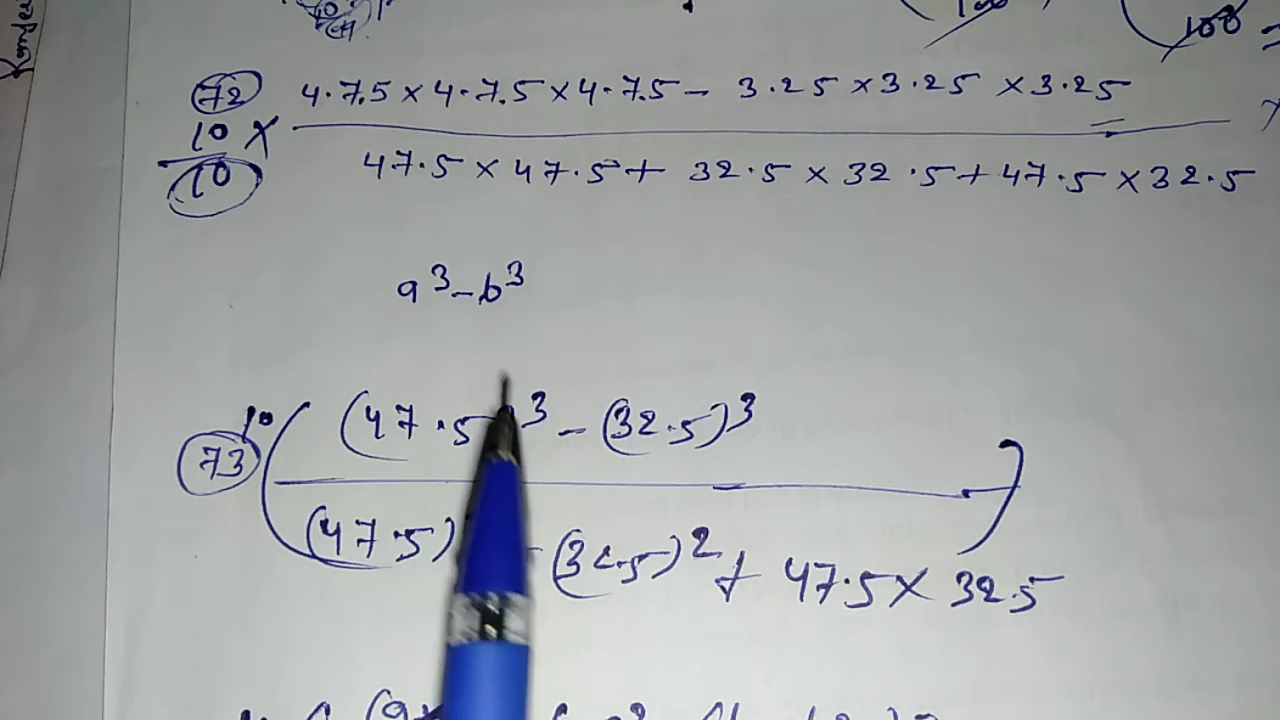 100
100 =
72 4.7.5 × 4.7.5 × 4.7.5 - 3.25 × 3.25 × 3.25
10 ×
10 47.5 × 47.5 + 32.5 × 32.5 + 47.5 × 32.5
a³-b³
73 10 ( (47.5 ³ - (32.5)³ )
(47.5) (32.5)² + 47.5 × 32.5